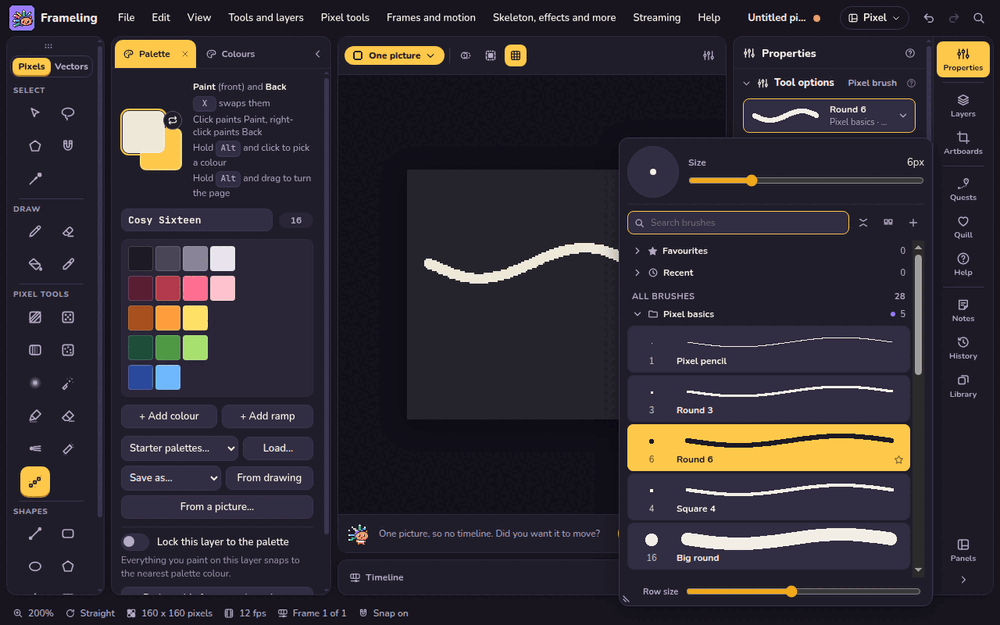 Frameling
File
Edit
View
Tools and layers
Pixel tools
Frames and motion
Skeleton, effects and more
Streaming
Help
Untitled pi...
Pixel
Pixels
Vectors
SELECT
DRAW
PIXEL TOOLS
SHAPES
Palette
Colours
Paint (front) and Back
X swaps them
Click paints Paint, right-
click paints Back
Hold Alt and click to pick
a colour
Hold Alt and drag to turn
the page
Cosy Sixteen
16
+ Add colour
+ Add ramp
Starter palettes...
Load...
Save as...
From drawing
From a picture...
Lock this layer to the palette
Everything you paint on this layer snaps to
the nearest palette colour.
One picture
One picture, so no timeline. Did you want it to move?
Timeline
Properties
Tool options
Pixel brush
Round 6
Pixel basics · ...
Size
6px
Search brushes
Favourites
0
Recent
0
ALL BRUSHES
28
Pixel basics
5
1
Pixel pencil
3
Round 3
6
Round 6
4
Square 4
16
Big round
Row size
Properties
Layers
Artboards
Quests
Quill
Help
Notes
History
Library
Panels
200%
Straight
160 x 160 pixels
12 fps
Frame 1 of 1
Snap on